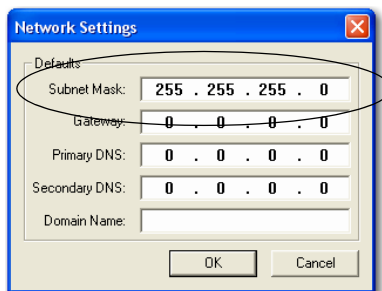 Network Settings
Defaults
Subnet Mask: 255 . 255 . 255 . 0
Gateway: 0 . 0 . 0 . 0
Primary DNS: 0 . 0 . 0 . 0
Secondary DNS: 0 . 0 . 0 . 0
Domain Name:
OK Cancel